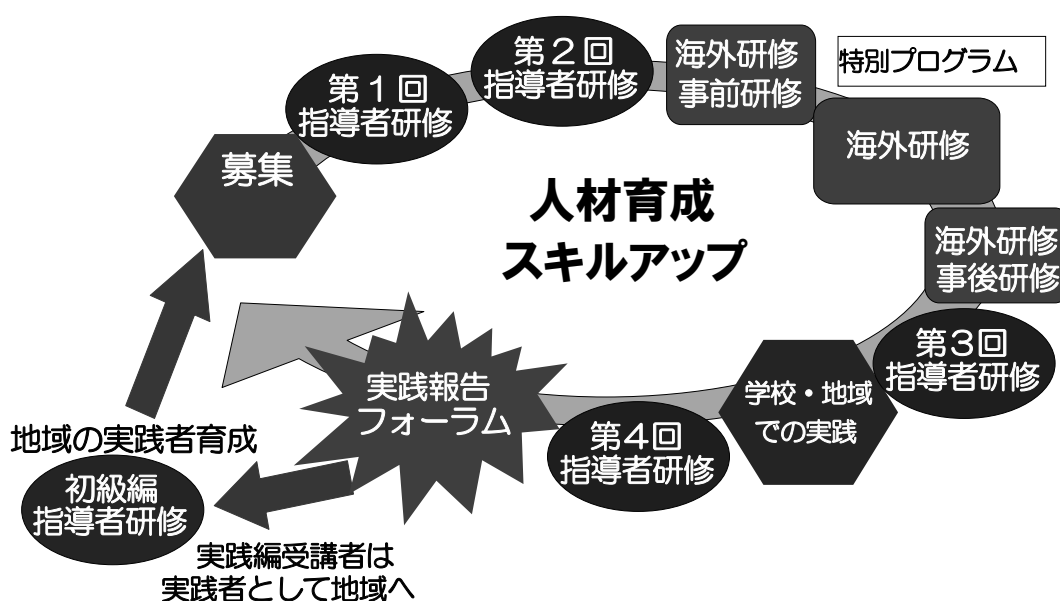 募集
第1回
指導者研修
第2回
指導者研修
海外研修
事前研修
特別プログラム
海外研修
海外研修
事後研修
第3回
指導者研修
学校・地域
での実践
第4回
指導者研修
実践報告
フォーラム
人材育成
スキルアップ
地域の実践者育成
初級編
指導者研修
実践編受講者は
実践者として地域へ